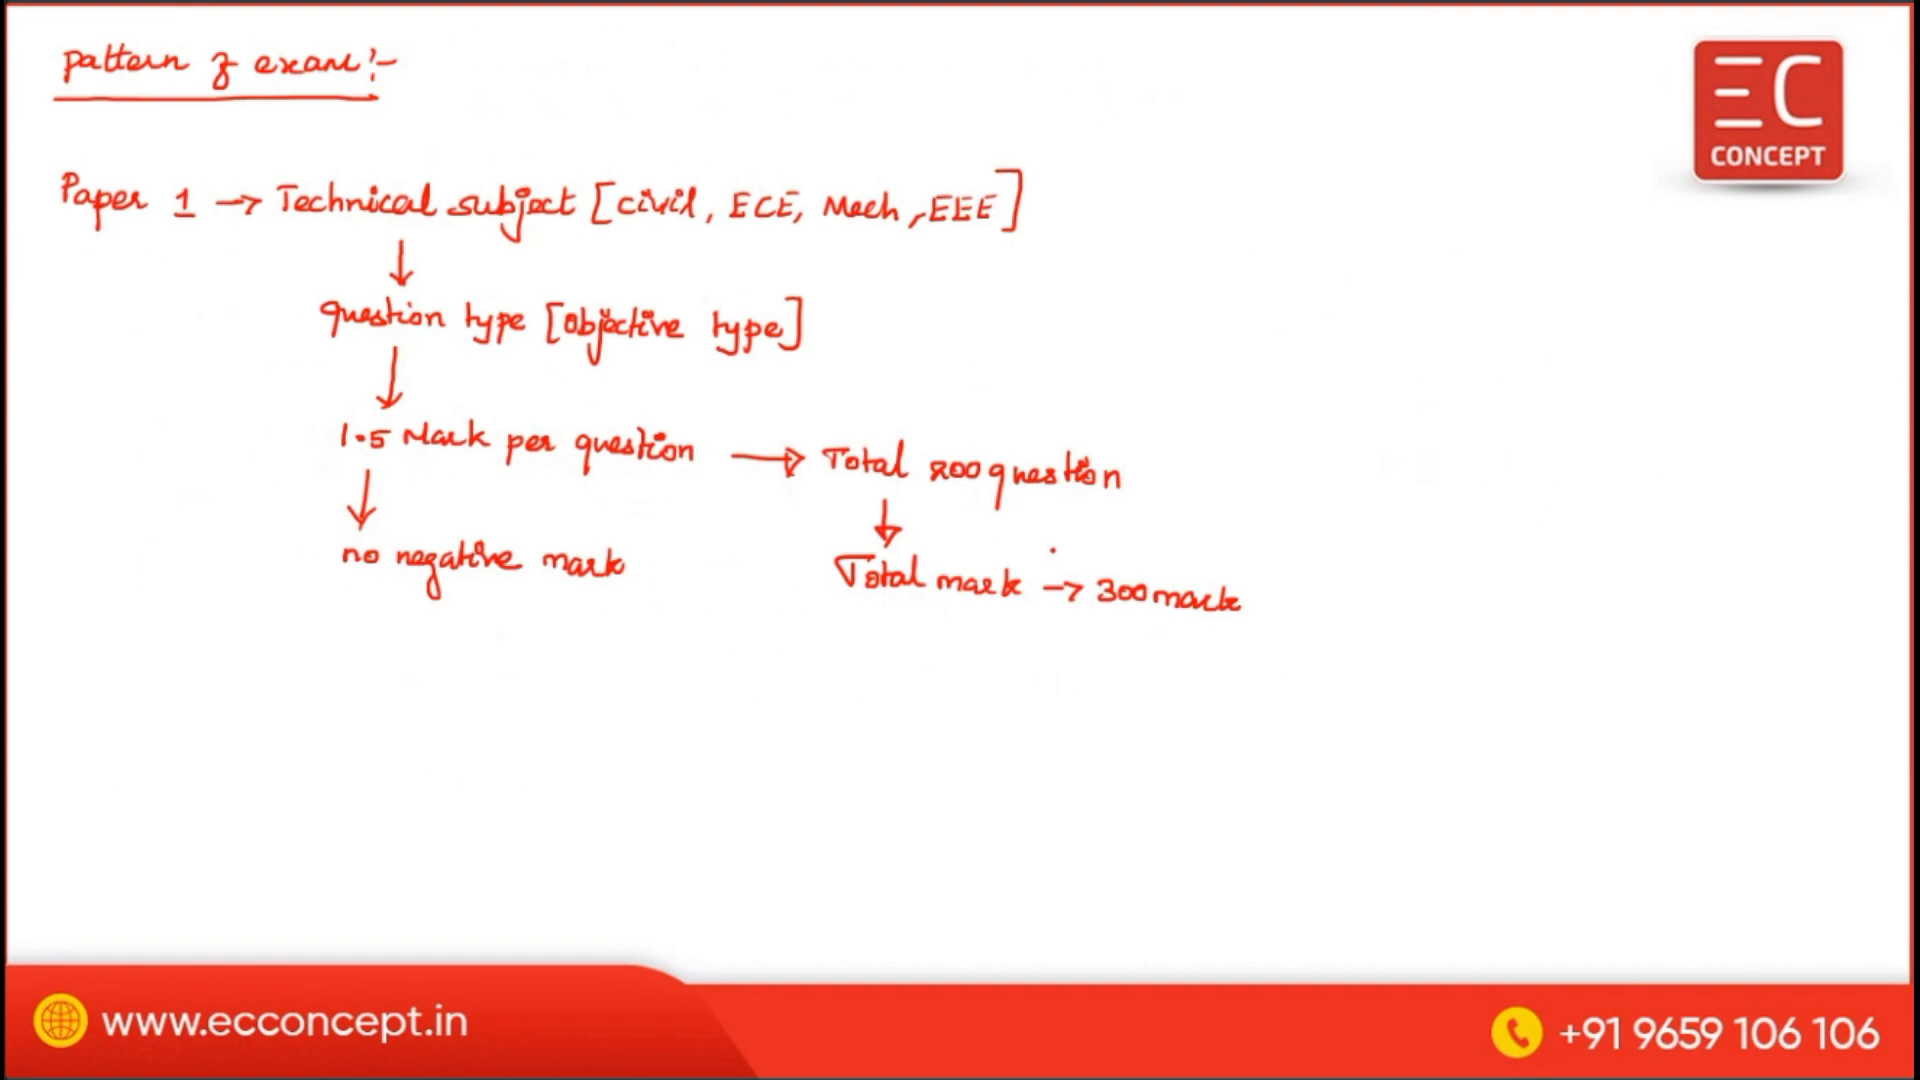 Pattern of exam:-
EC
CONCEPT
Paper 1 → Technical subject [civil, ECE, Mech, EEE]
↓
question type [objective type]
↓
1.5 Mark per question → Total 200 question
↓ ↓
no negative mark Total mark → 300 mark
www.ecconcept.in
+91 9659 106 106